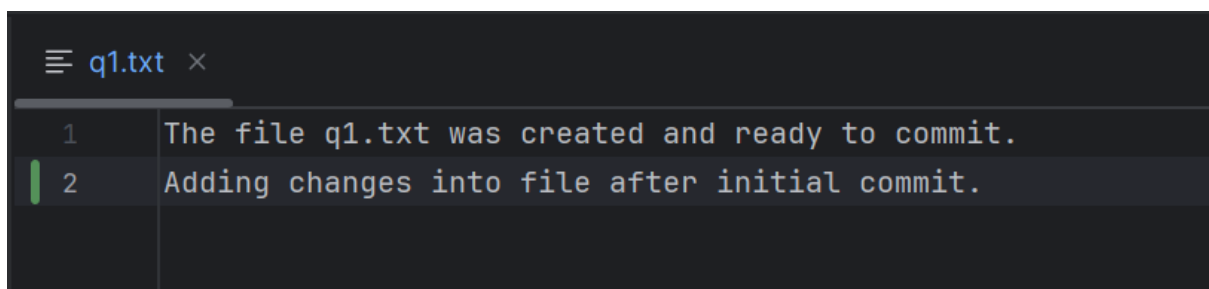 q1.txt ×
1 The file q1.txt was created and ready to commit.
2 Adding changes into file after initial commit.